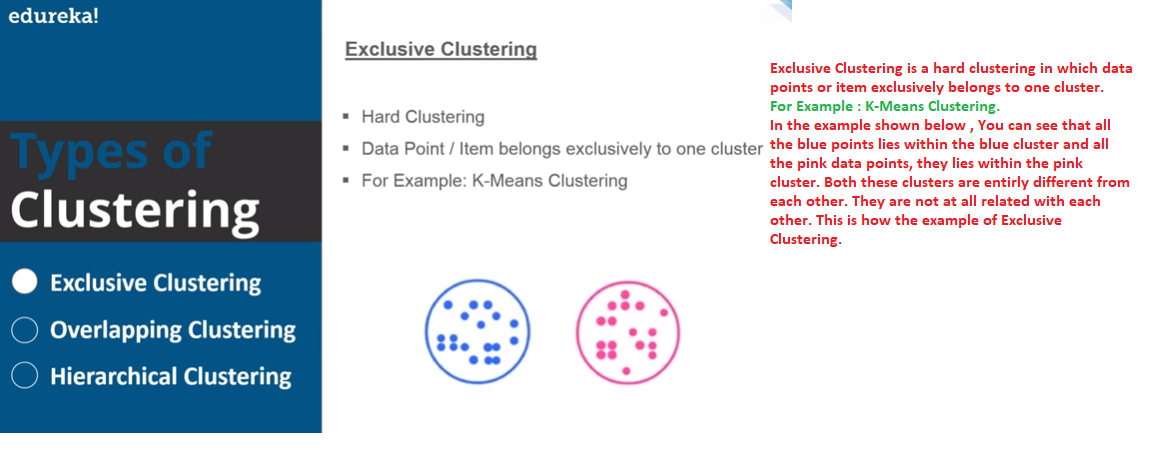 edureka!
Types of
Clustering
Exclusive Clustering
Overlapping Clustering
Hierarchical Clustering
Exclusive Clustering
▪ Hard Clustering
▪ Data Point / Item belongs exclusively to one cluster
▪ For Example: K-Means Clustering
Exclusive Clustering is a hard clustering in which data
points or item exclusively belongs to one cluster.
For Example : K-Means Clustering.
In the example shown below , You can see that all
the blue points lies within the blue cluster and all
the pink data points, they lies within the pink
cluster. Both these clusters are entirly different from
each other. They are not at all related with each
other. This is how the example of Exclusive
Clustering.